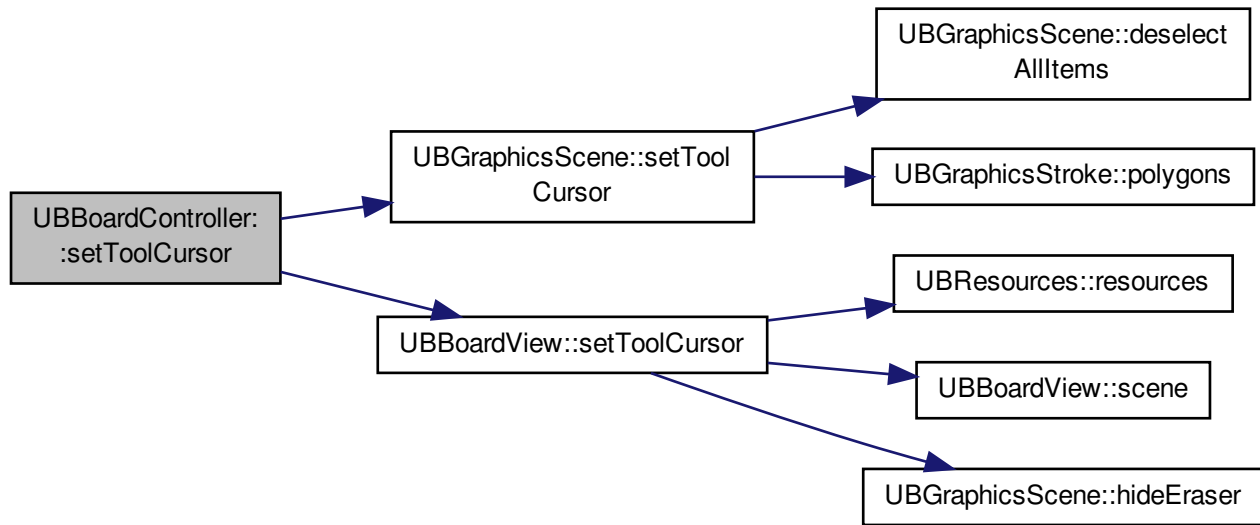 UBBoardController:
:setToolCursor
UBGraphicsScene::setTool
Cursor
UBBoardView::setToolCursor
UBGraphicsScene::deselect
AllItems
UBGraphicsStroke::polygons
UBResources::resources
UBBoardView::scene
UBGraphicsScene::hideEraser